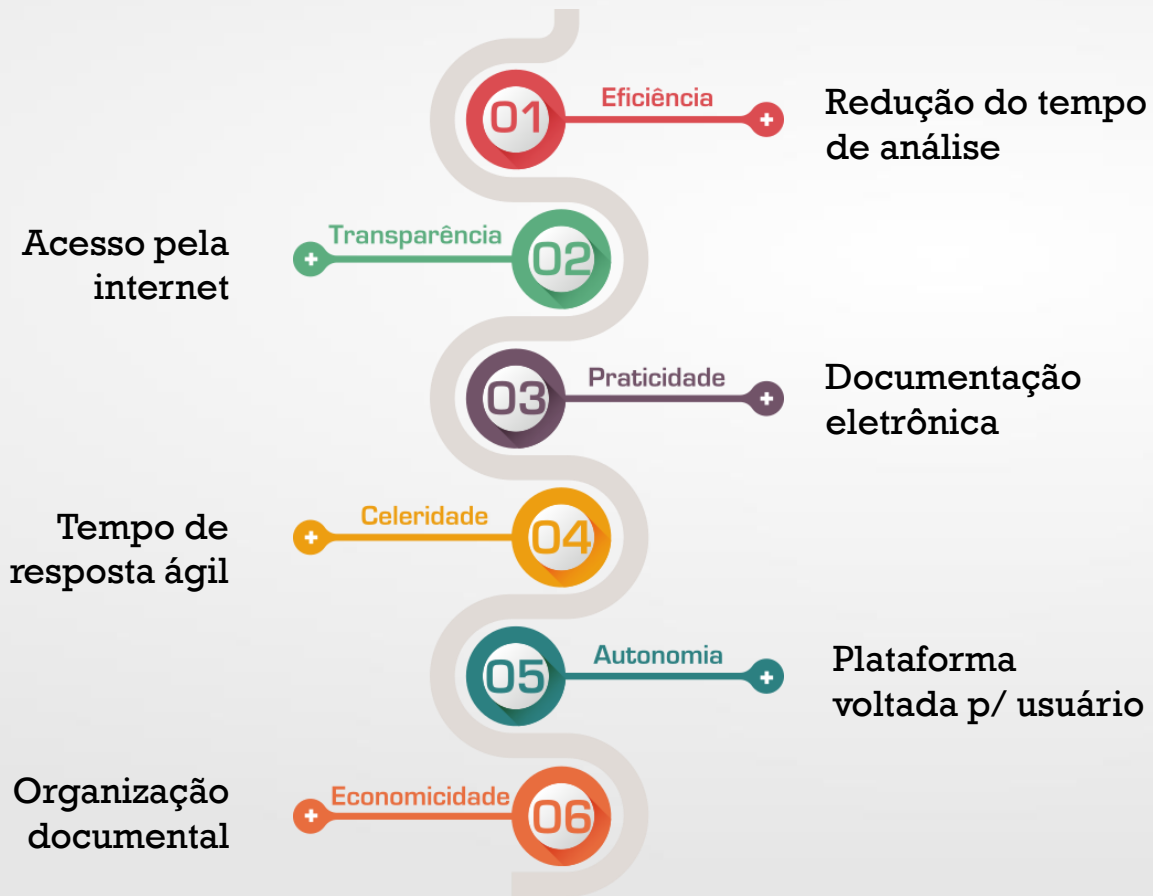 01
Eficiência
Redução do tempo
de análise
Acesso pela
internet
Transparência
02
03
Praticidade
Documentação
eletrônica
Tempo de
resposta ágil
Celeridade
04
05
Autonomia
Plataforma
voltada p/ usuário
Organização
documental
Economicidade
06